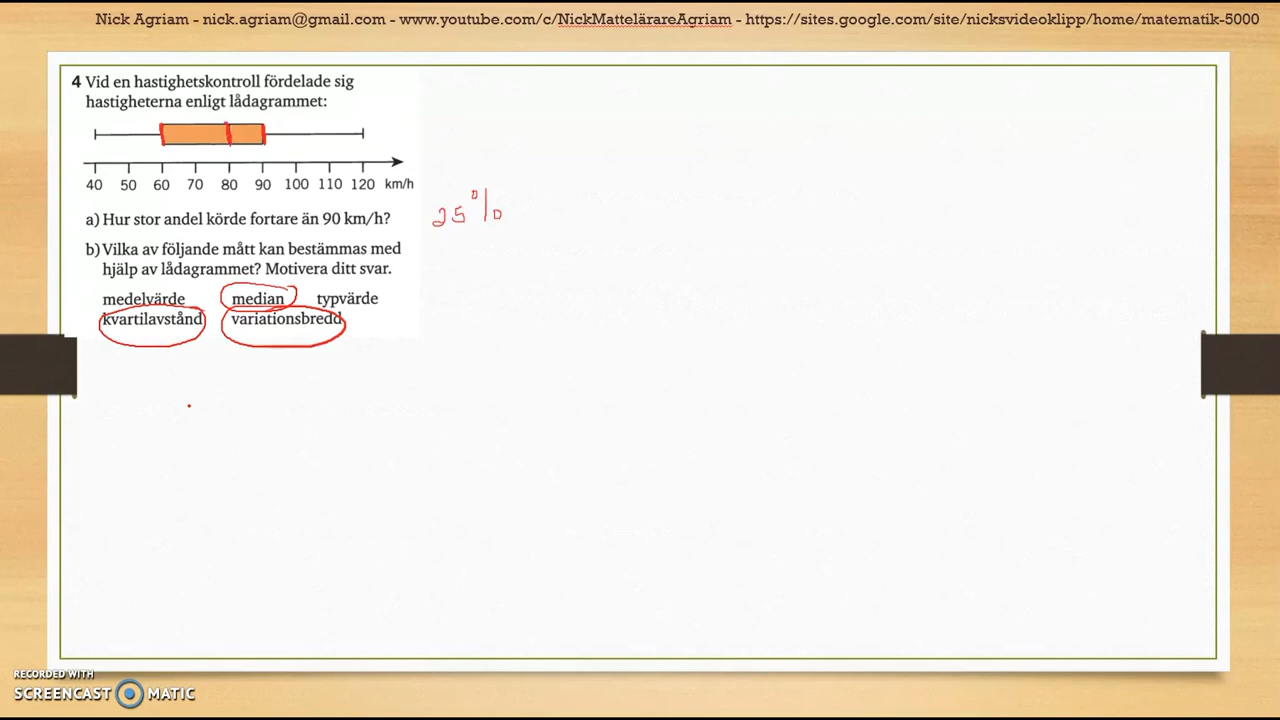 Nick Agriam - nick.agriam@gmail.com - www.youtube.com/c/NickMattelärareAgriam - https://sites.google.com/site/nicksvideoklipp/home/matematik-5000
4 Vid en hastighetskontroll fördelade sig
hastigheterna enligt lådagrammet:
40 50 60 70 80 90 100 110 120 km/h
a) Hur stor andel körde fortare än 90 km/h?
25 %
b) Vilka av följande mått kan bestämmas med
hjälp av lådagrammet? Motivera ditt svar.
medelvärde median typvärde
kvartilavstånd variationsbredd
RECORDED WITH
SCREENCAST MATIC